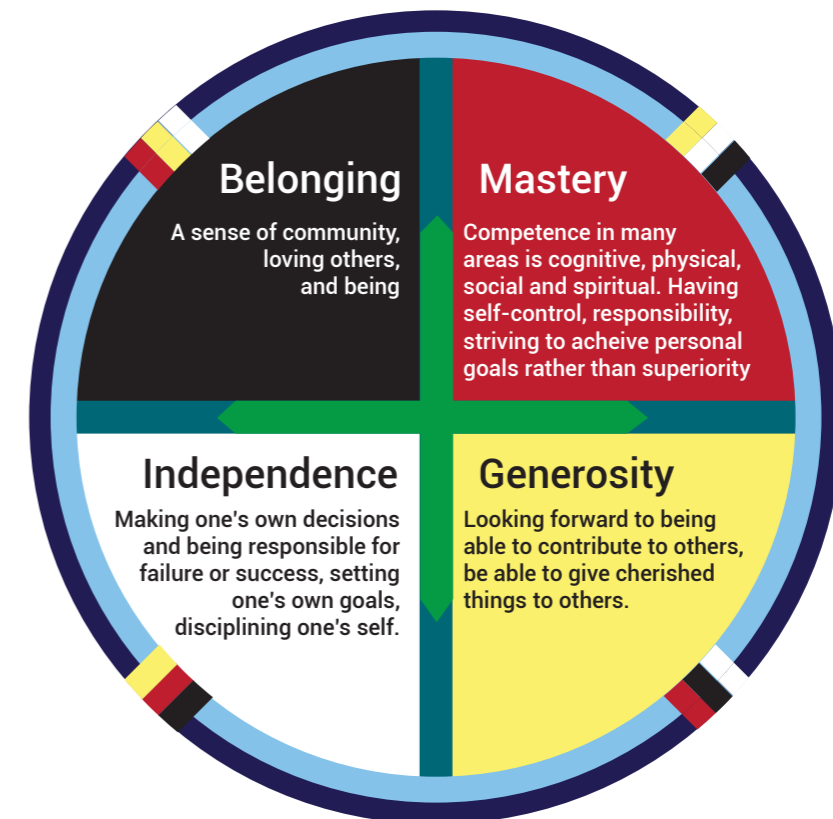 Belonging
A sense of community,
loving others,
and being
Mastery
Competence in many
areas is cognitive, physical,
social and spiritual. Having
self-control, responsibility,
striving to acheive personal
goals rather than superiority
Independence
Making one's own decisions
and being responsible for
failure or success, setting
one's own goals,
disciplining one's self.
Generosity
Looking forward to being
able to contribute to others,
be able to give cherished
things to others.